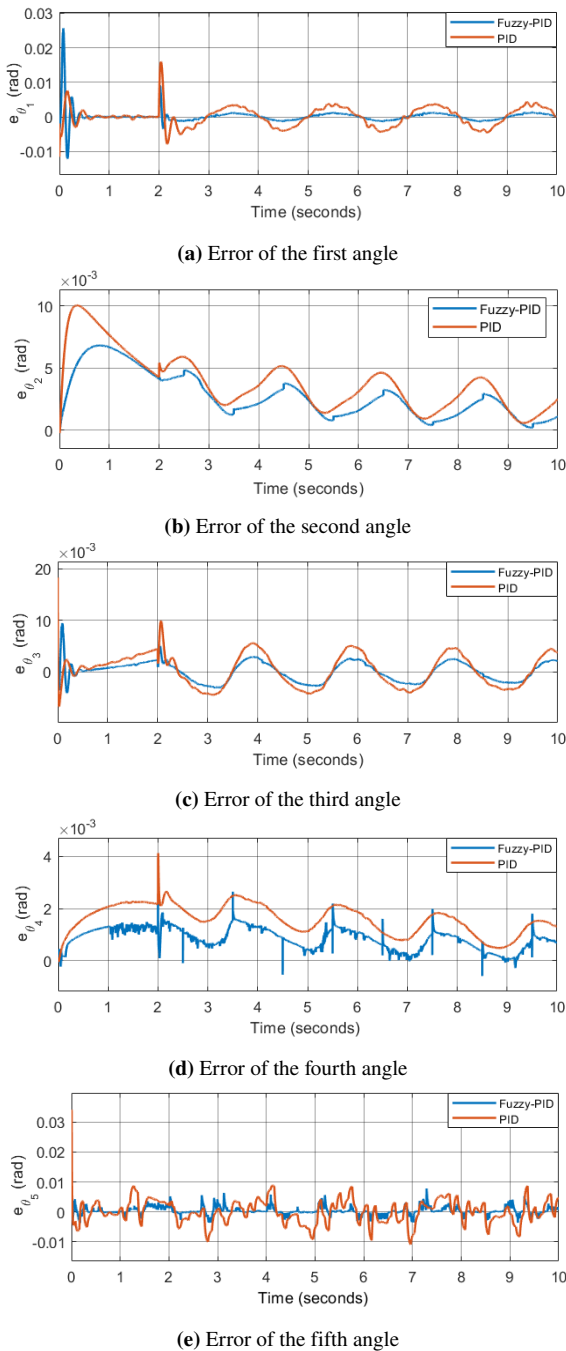 0.03
0.02
0.01
0
-0.01
e θ1 (rad)
Fuzzy-PID
PID
0 1 2 3 4 5 6 7 8 9 10
Time (seconds)
(a) Error of the first angle
×10⁻³
10
5
0
e θ2 (rad)
Fuzzy-PID
PID
0 1 2 3 4 5 6 7 8 9 10
Time (seconds)
(b) Error of the second angle
×10⁻³
20
10
0
e θ3 (rad)
Fuzzy-PID
PID
0 1 2 3 4 5 6 7 8 9 10
Time (seconds)
(c) Error of the third angle
×10⁻³
4
2
0
e θ4 (rad)
Fuzzy-PID
PID
0 1 2 3 4 5 6 7 8 9 10
Time (seconds)
(d) Error of the fourth angle
0.03
0.02
0.01
0
-0.01
e θ5 (rad)
Fuzzy-PID
PID
0 1 2 3 4 5 6 7 8 9 10
Time (seconds)
(e) Error of the fifth angle